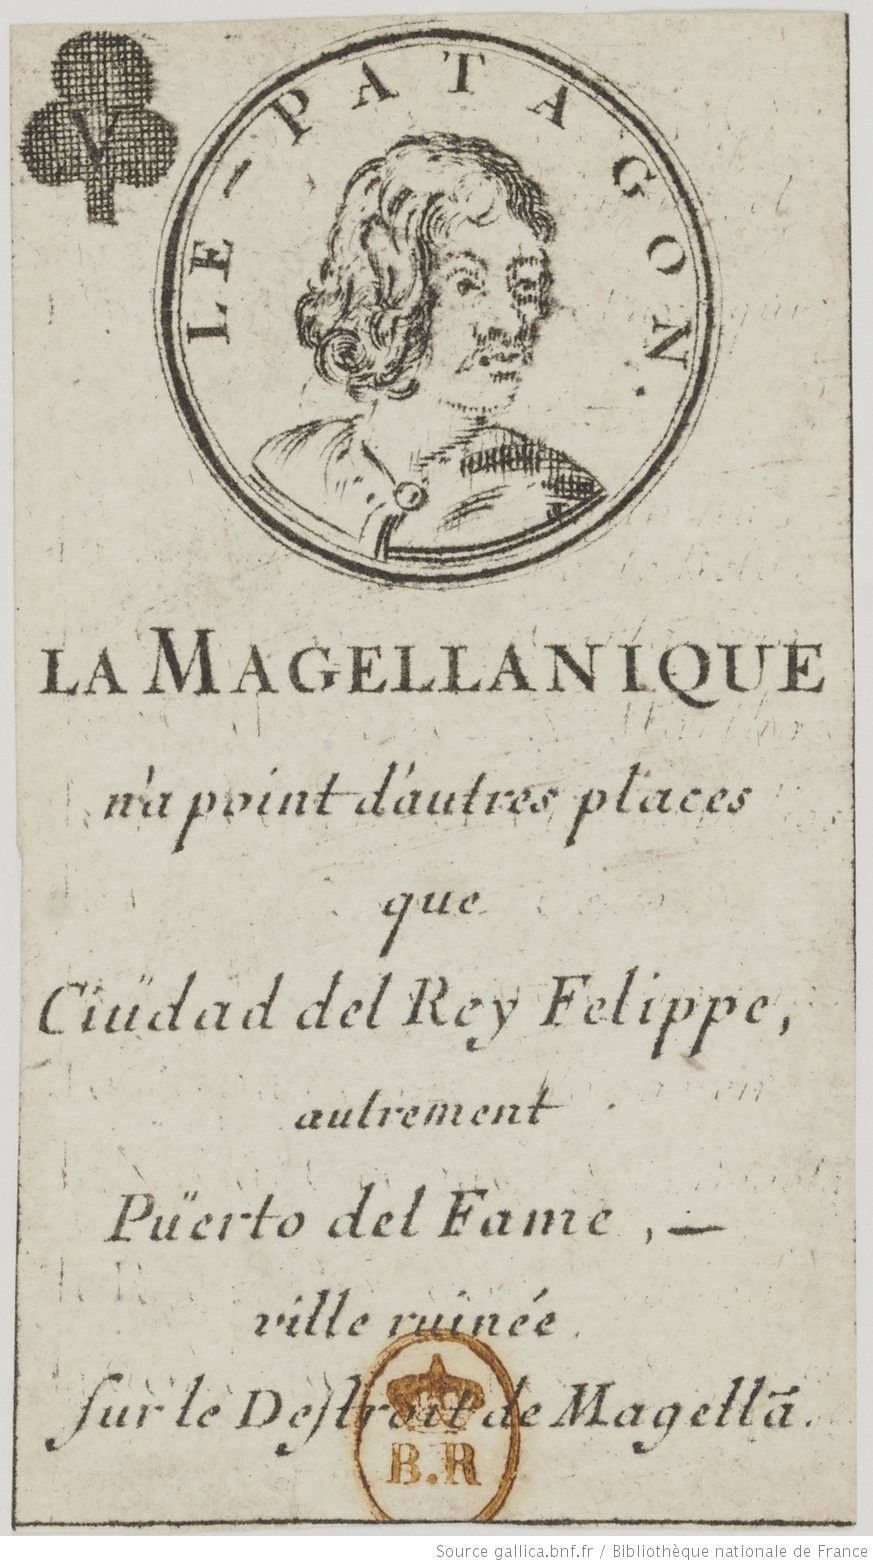 V
LE-PATAGON.
LA MAGELLANIQUE
n'a point d'autres places
que
Ciüdad del Rey Felippe,
autrement
Püerto del Fame, —
ville ruinée.
ſur le Deſtroit de Magellā.
B.R
Source gallica.bnf.fr / Bibliothèque nationale de France